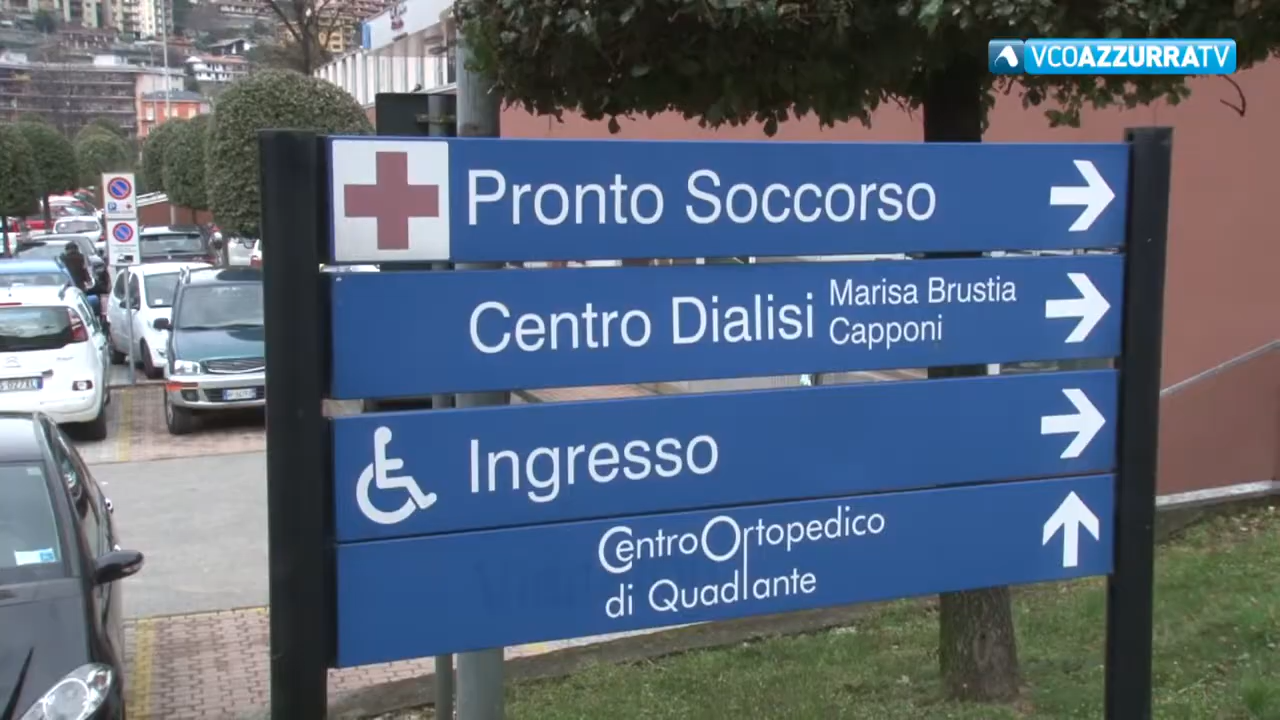 VCOAZZURRATV
Pronto Soccorso
Centro Dialisi Marisa Brustia
Capponi
Ingresso
CentroOrtopedico
di Quadrante